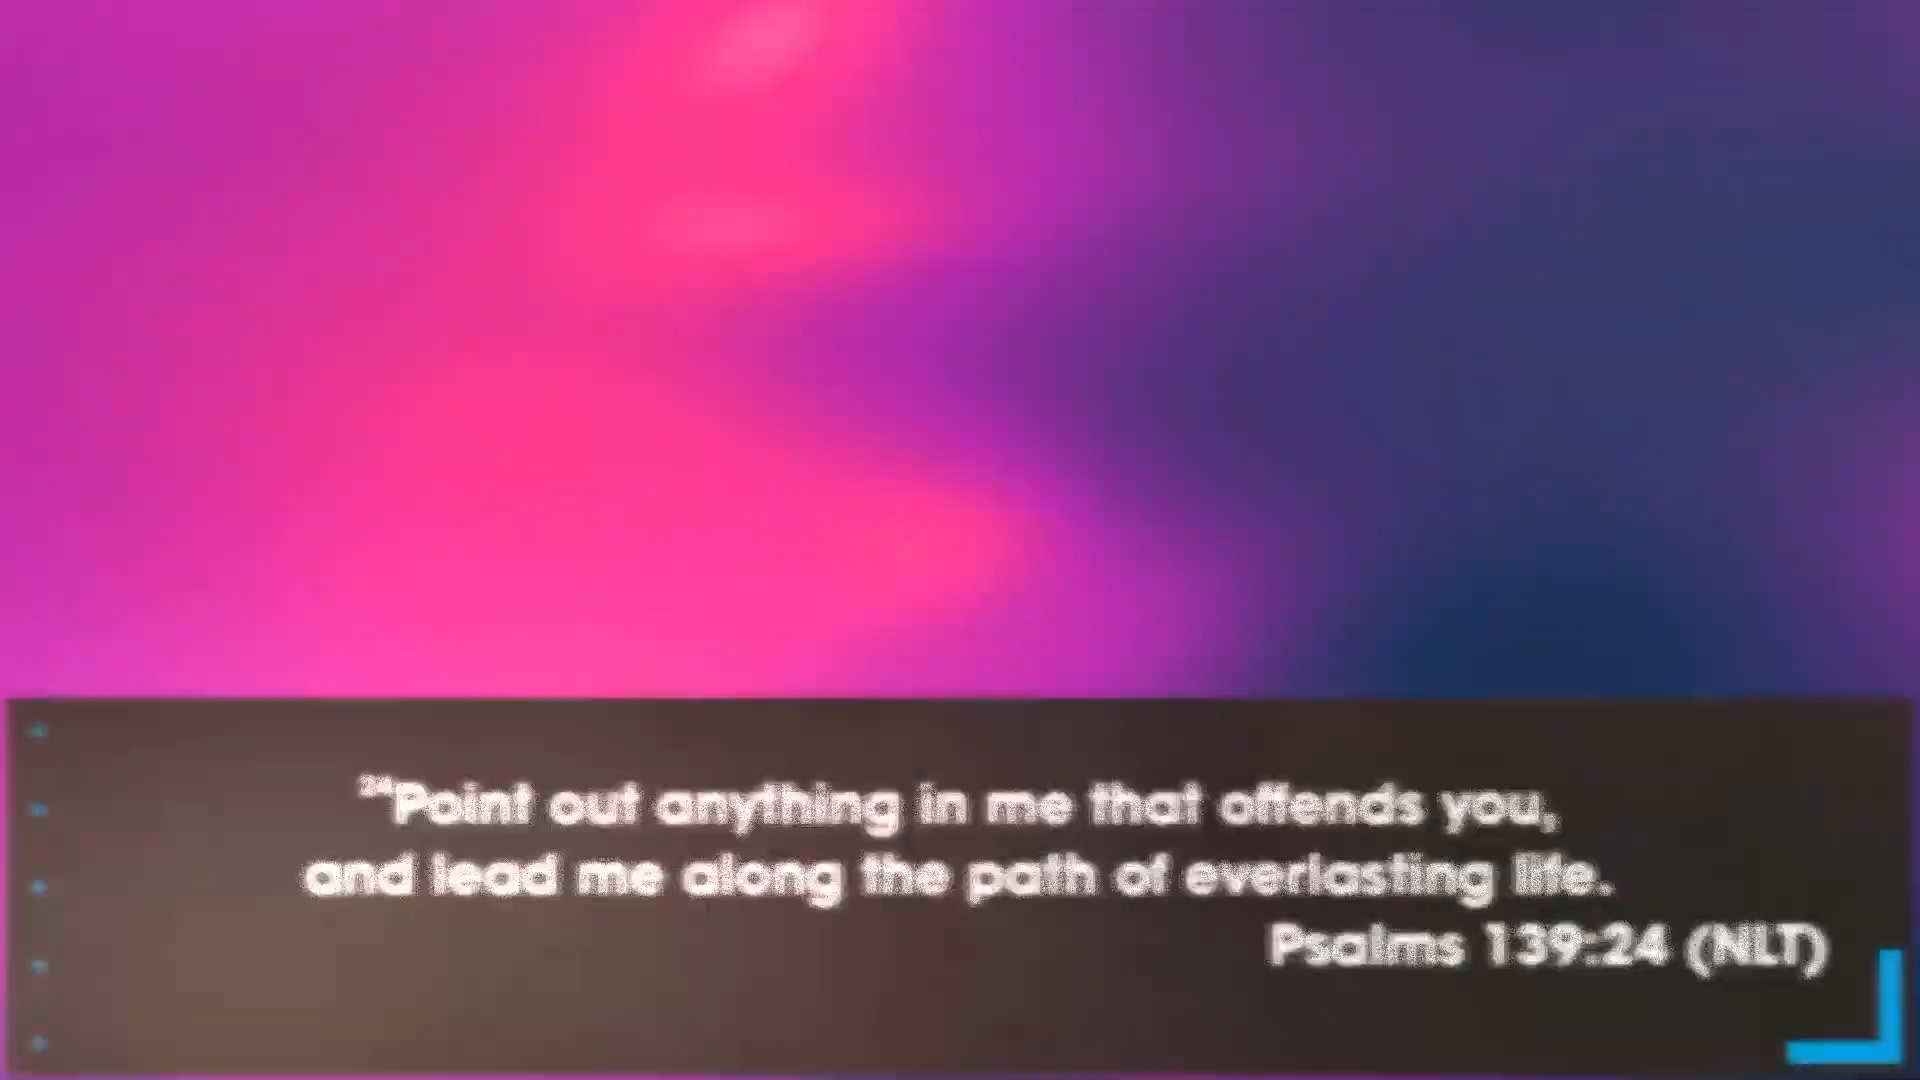 24Point out anything in me that offends you,
and lead me along the path of everlasting life.
Psalms 139:24 (NLT)